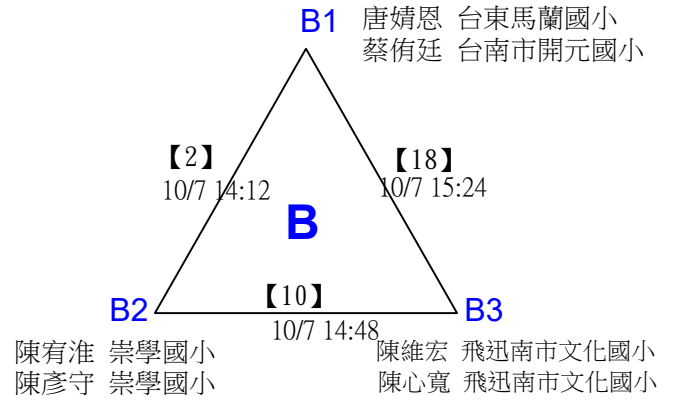 B1
唐婧恩 台東馬蘭國小
蔡侑廷 台南市開元國小
【2】
10/7 14:12
【18】
10/7 15:24
B
B2
【10】
10/7 14:48
B3
陳宥淮 崇學國小
陳彥守 崇學國小
陳維宏 飛迅南市文化國小
陳心寬 飛迅南市文化國小